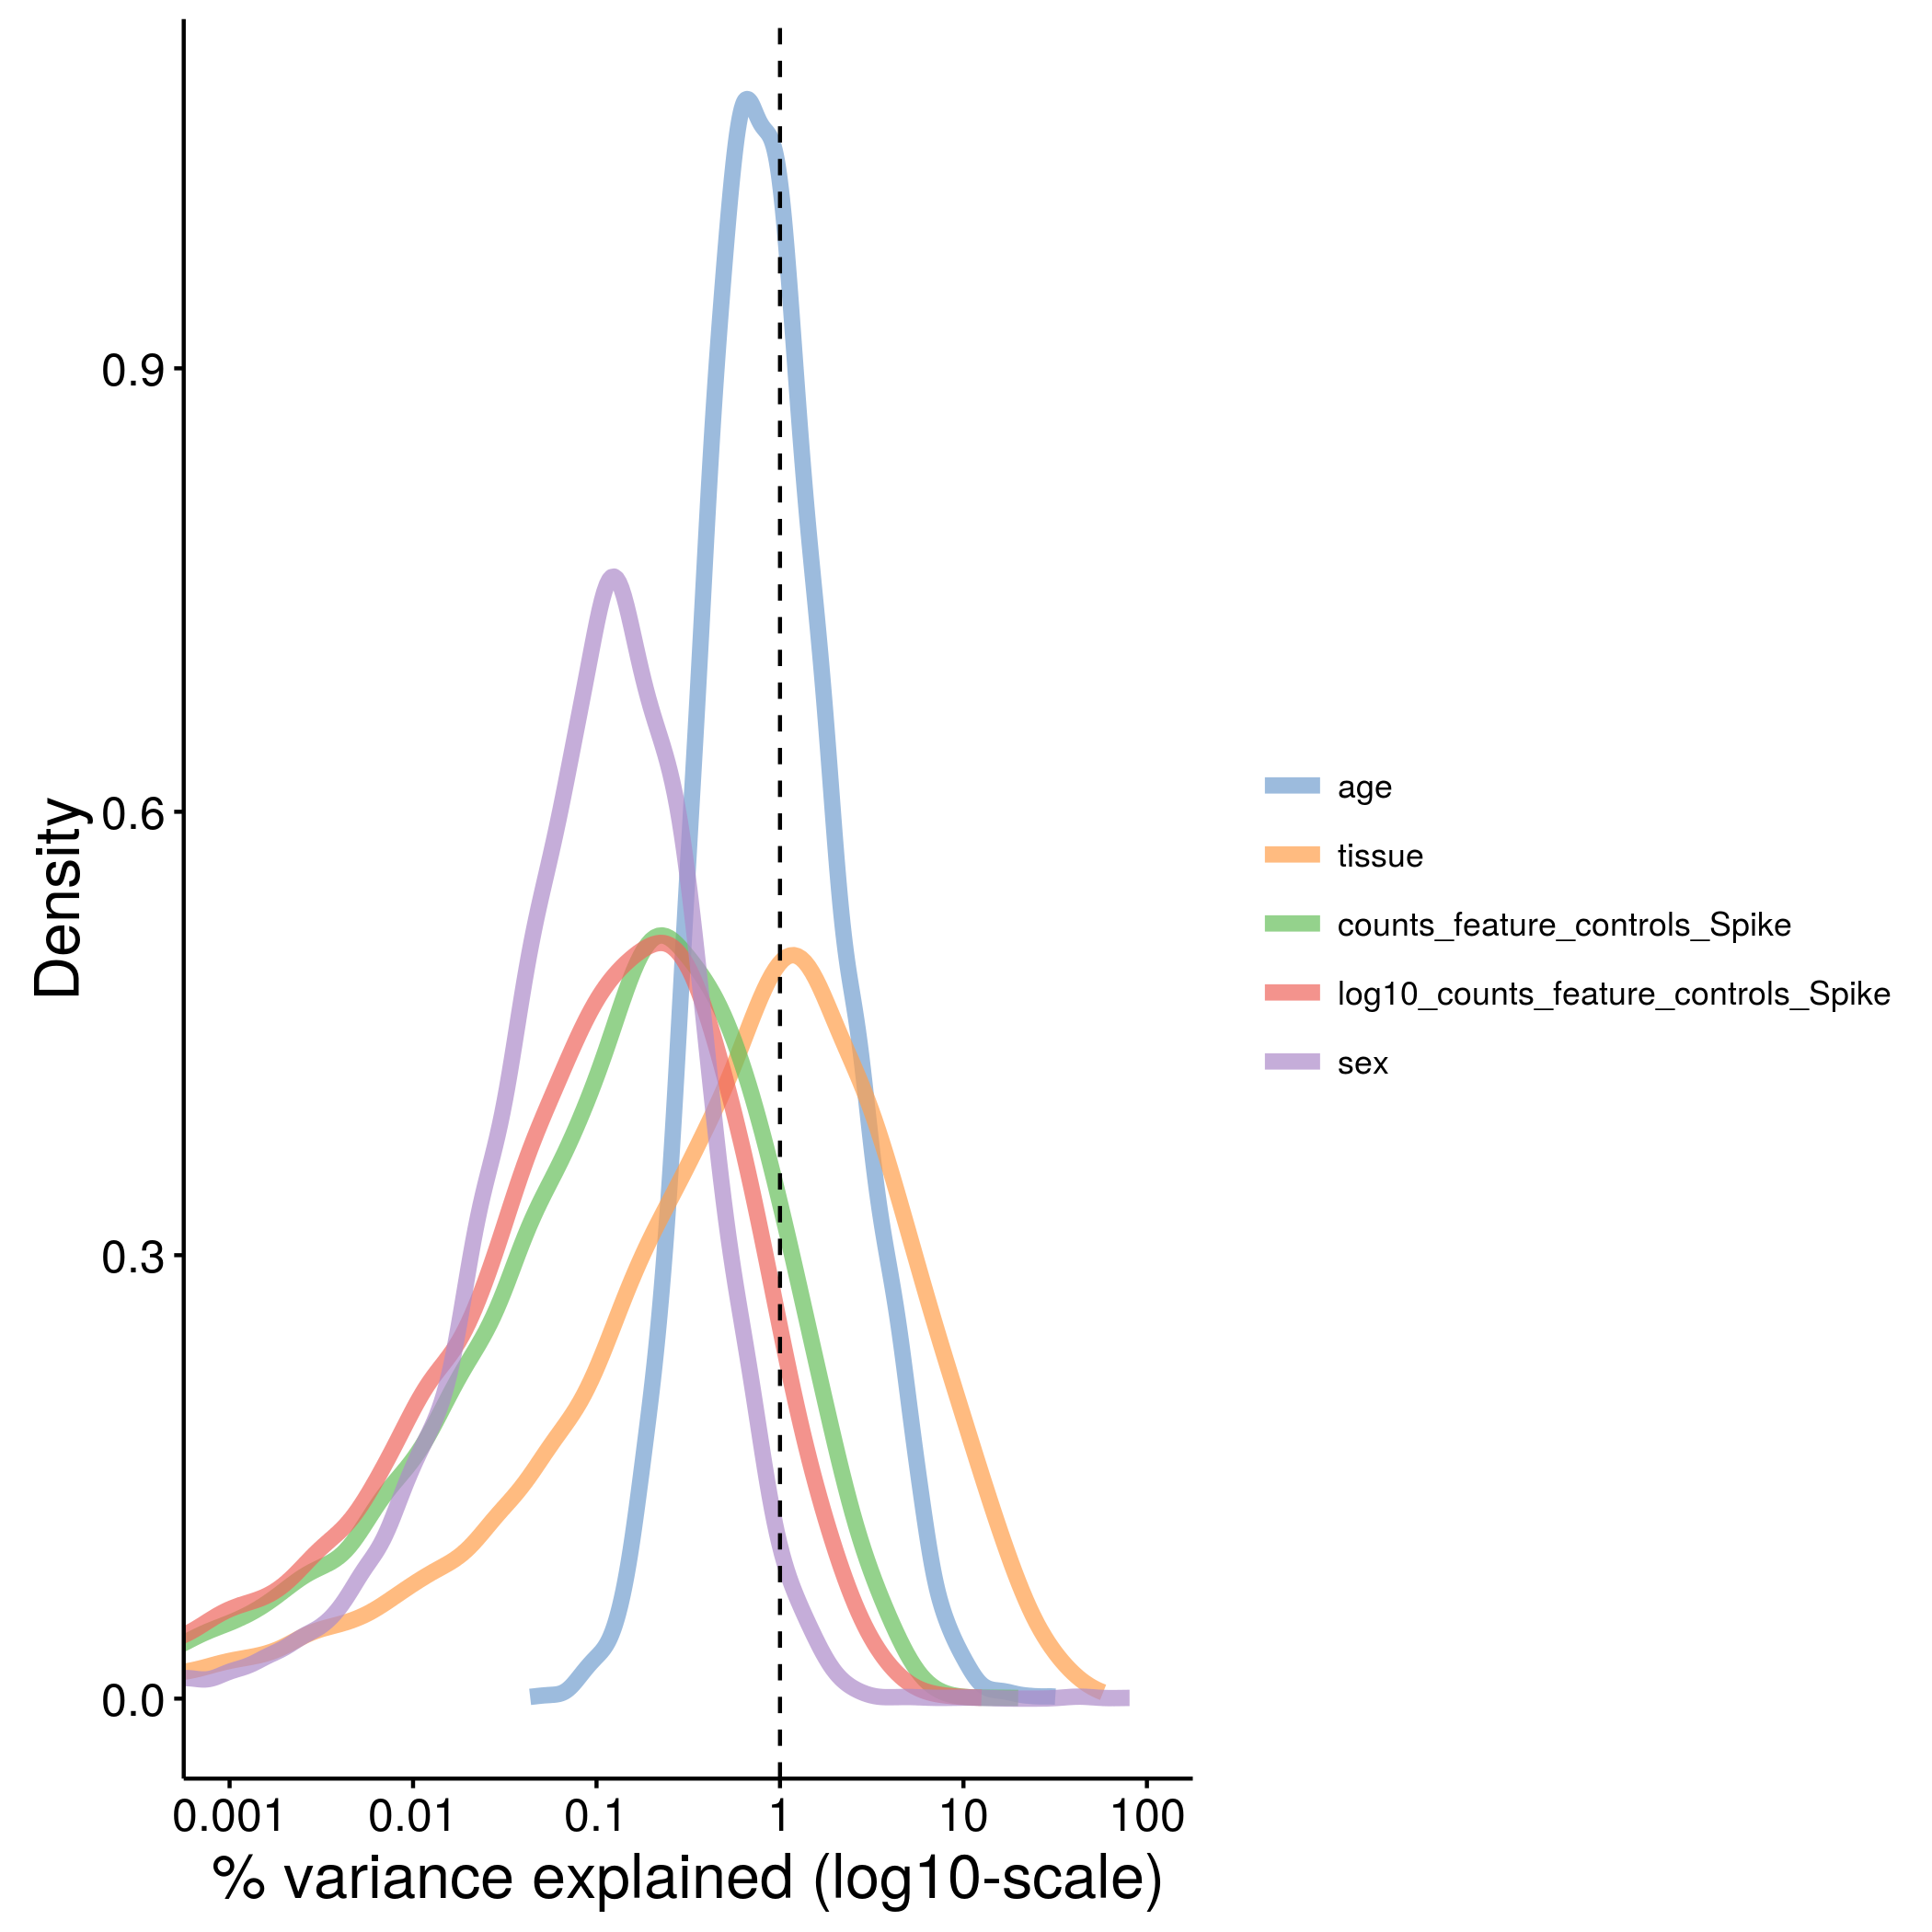 Density
0.9
0.6
0.3
0.0
0.001 0.01 0.1 1 10 100
% variance explained (log10-scale)
age
tissue
counts_feature_controls_Spike
log10_counts_feature_controls_Spike
sex